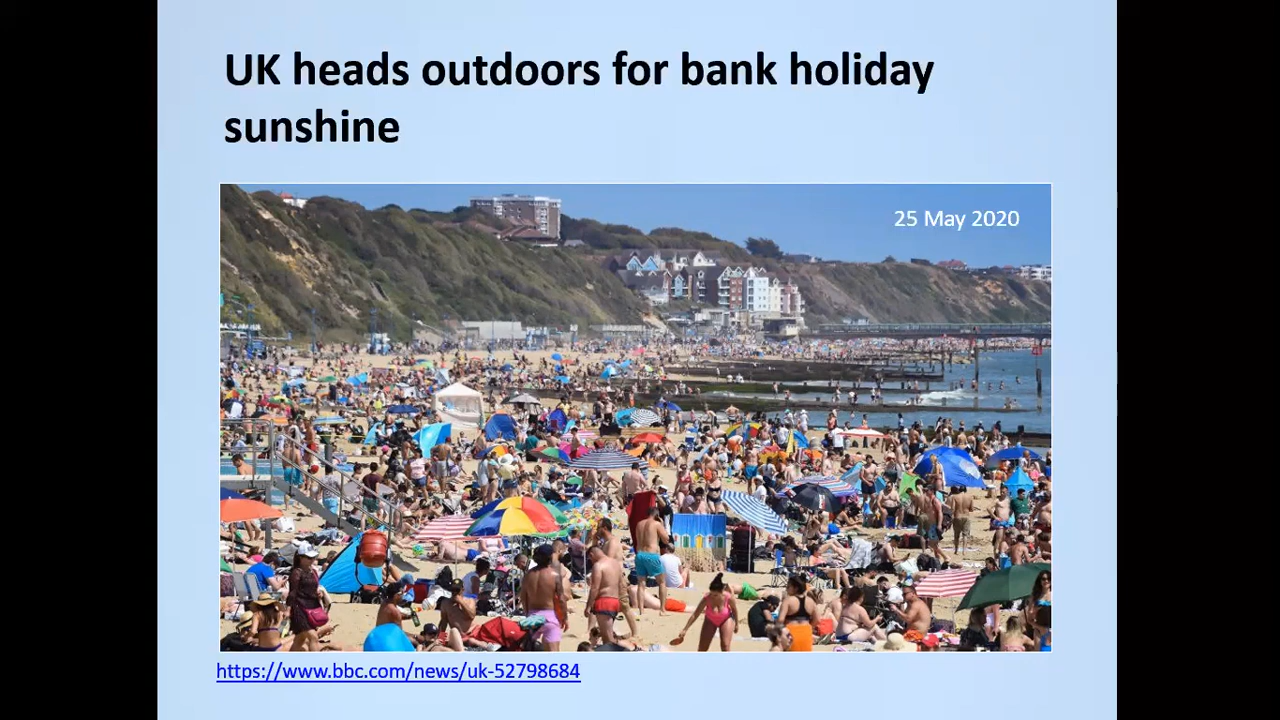 UK heads outdoors for bank holiday
sunshine
25 May 2020
https://www.bbc.com/news/uk-52798684